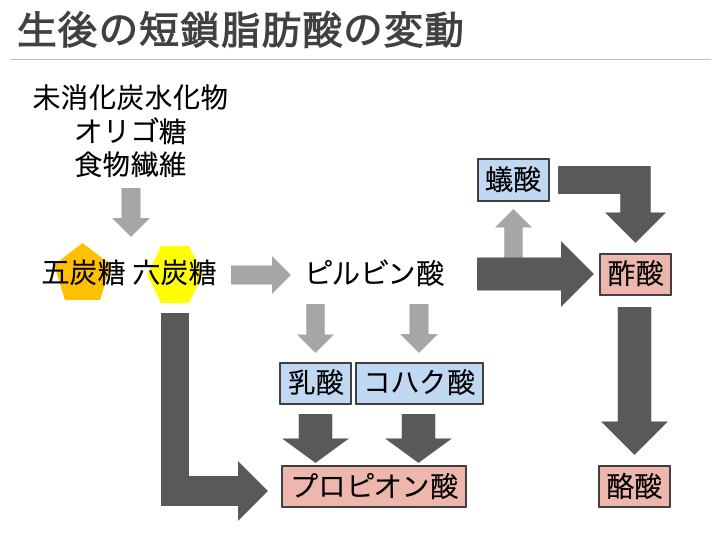 生後の短鎖脂肪酸の変動
未消化炭水化物
オリゴ糖
食物繊維
蟻酸
五炭糖 六炭糖
ピルビン酸
酢酸
乳酸
コハク酸
プロピオン酸
酪酸